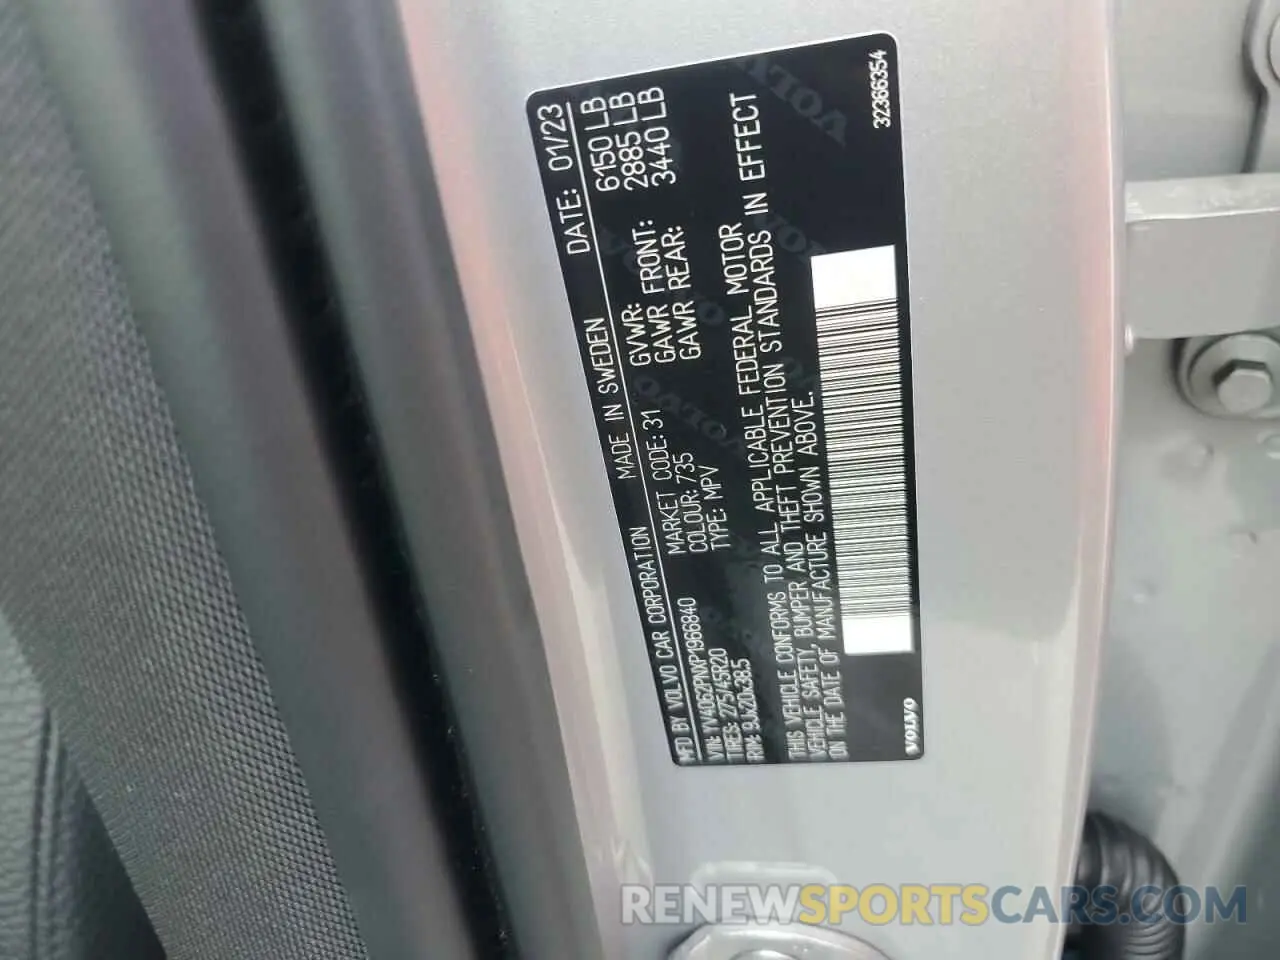 MFD BY VOLVO CAR CORPORATION MADE IN SWEDEN DATE: 01/23
VIN: YV4062PNXP1966840 MARKET CODE: 31 GVWR: 6150 LB
TIRES: 275/45R20 COLOUR: 735 GAWR FRONT: 2885 LB
RIM: 9Jx20x38.5 TYPE: MPV GAWR REAR: 3440 LB
THIS VEHICLE CONFORMS TO ALL APPLICABLE FEDERAL MOTOR
VEHICLE SAFETY, BUMPER AND THEFT PREVENTION STANDARDS IN EFFECT
ON THE DATE OF MANUFACTURE SHOWN ABOVE.
VOLVO 32366354
RENEWSPORTSCARS.COM